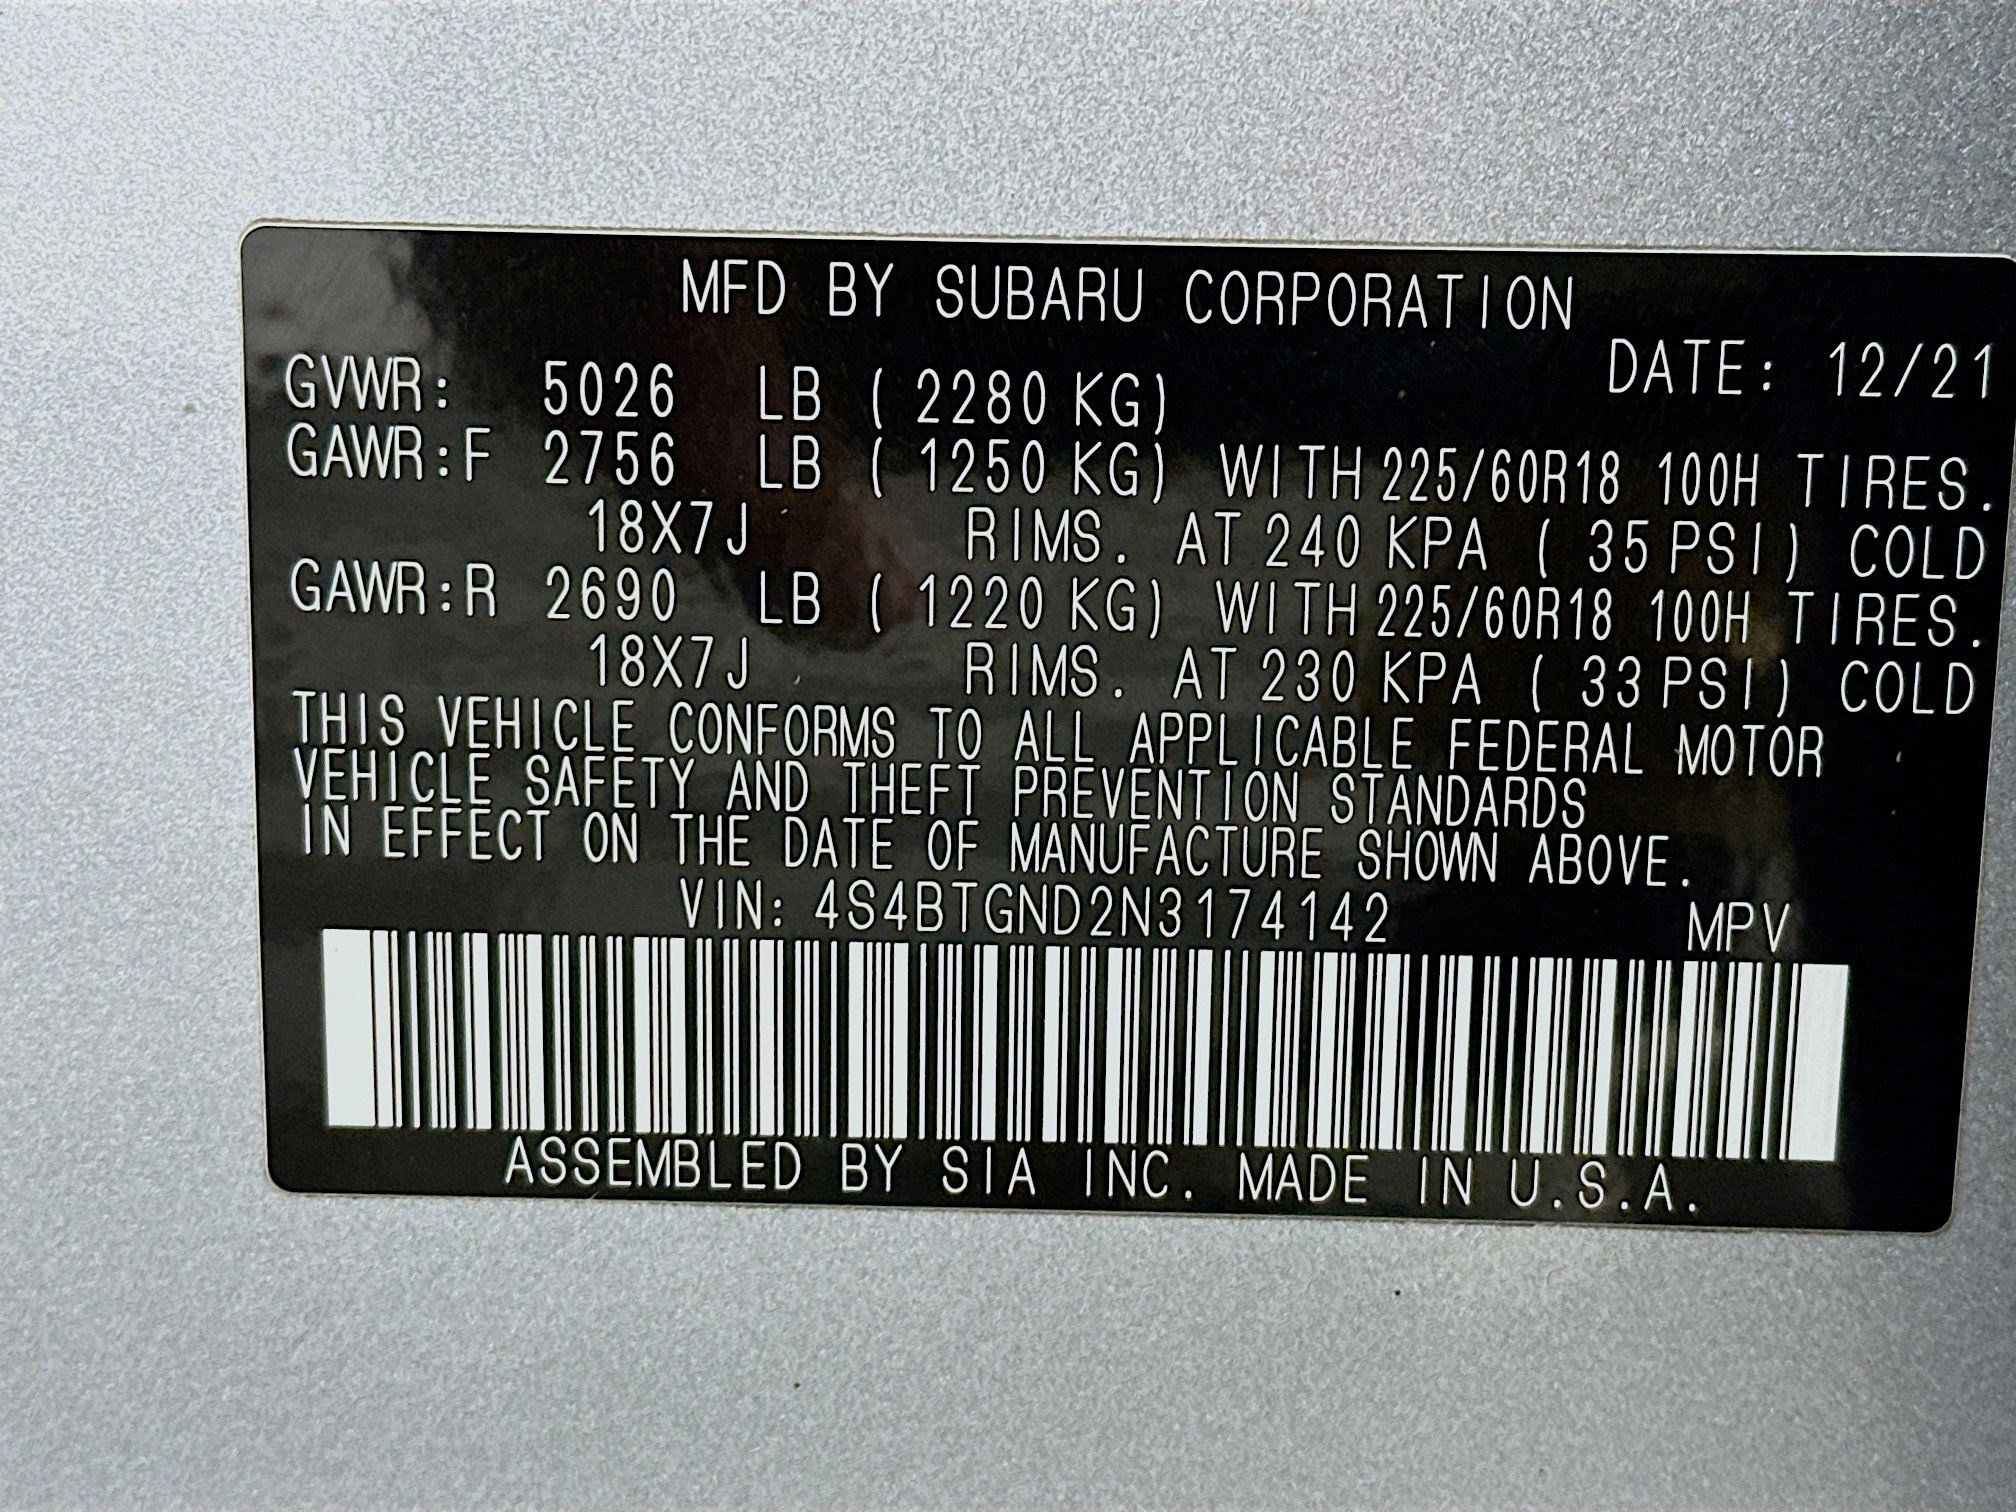 MFD BY SUBARU CORPORATION
DATE: 12/21
GVWR: 5026 LB ( 2280 KG)
GAWR:F 2756 LB ( 1250 KG) WITH 225/60R18 100H TIRES.
18X7J RIMS. AT 240 KPA ( 35 PSI) COLD
GAWR:R 2690 LB ( 1220 KG) WITH 225/60R18 100H TIRES.
18X7J RIMS. AT 230 KPA ( 33 PSI) COLD
THIS VEHICLE CONFORMS TO ALL APPLICABLE FEDERAL MOTOR
VEHICLE SAFETY AND THEFT PREVENTION STANDARDS
IN EFFECT ON THE DATE OF MANUFACTURE SHOWN ABOVE.
VIN: 4S4BTGND2N3174142 MPV
ASSEMBLED BY SIA INC. MADE IN U.S.A.